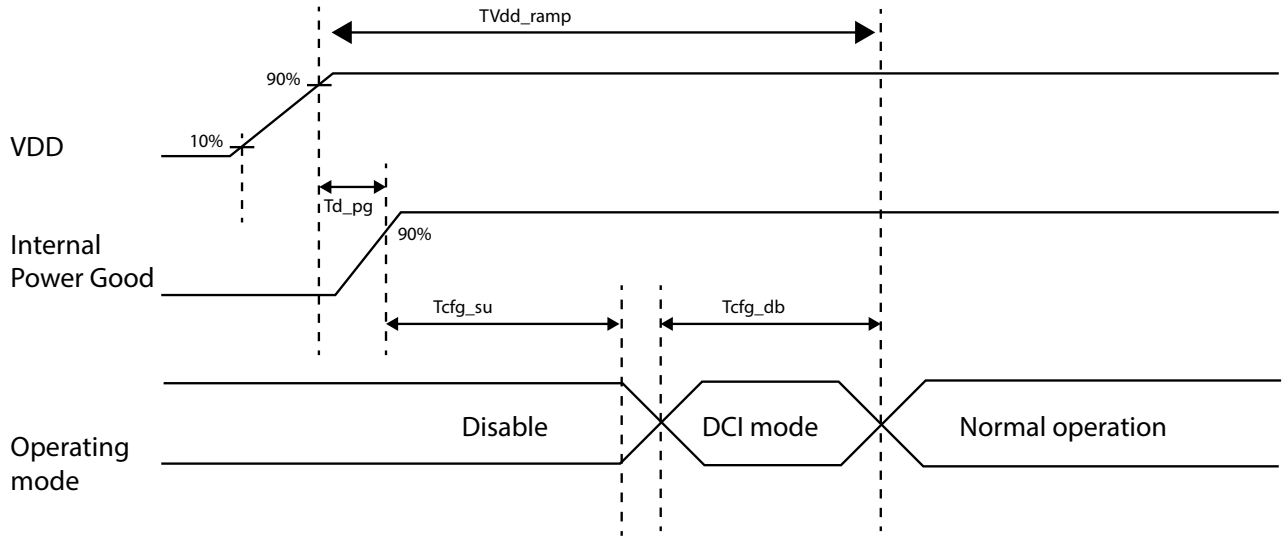 TVdd_ramp
90%
10%
VDD
Td_pg
90%
Internal
Power Good
Tcfg_su
Tcfg_db
Disable
DCI mode
Normal operation
Operating
mode